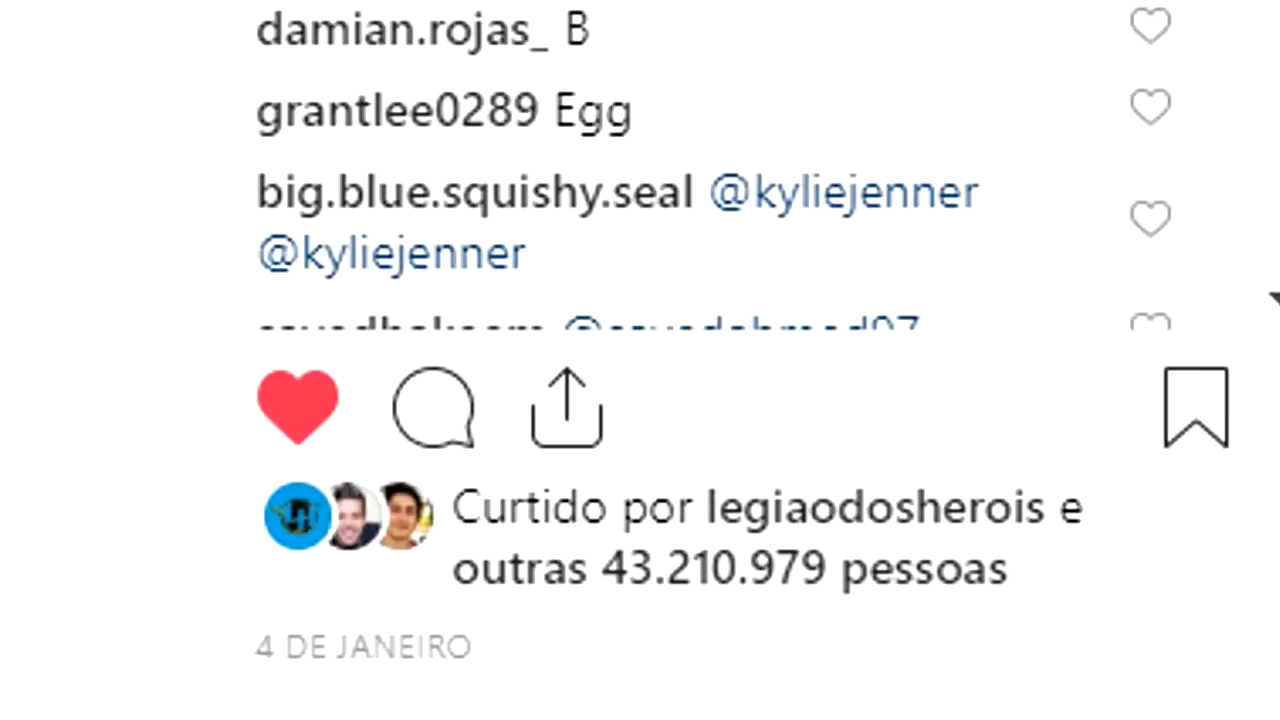 damian.rojas_ B
grantlee0289 Egg
big.blue.squishy.seal @kyliejenner
@kyliejenner
Curtido por legiaodosherois e
outras 43.210.979 pessoas
4 DE JANEIRO